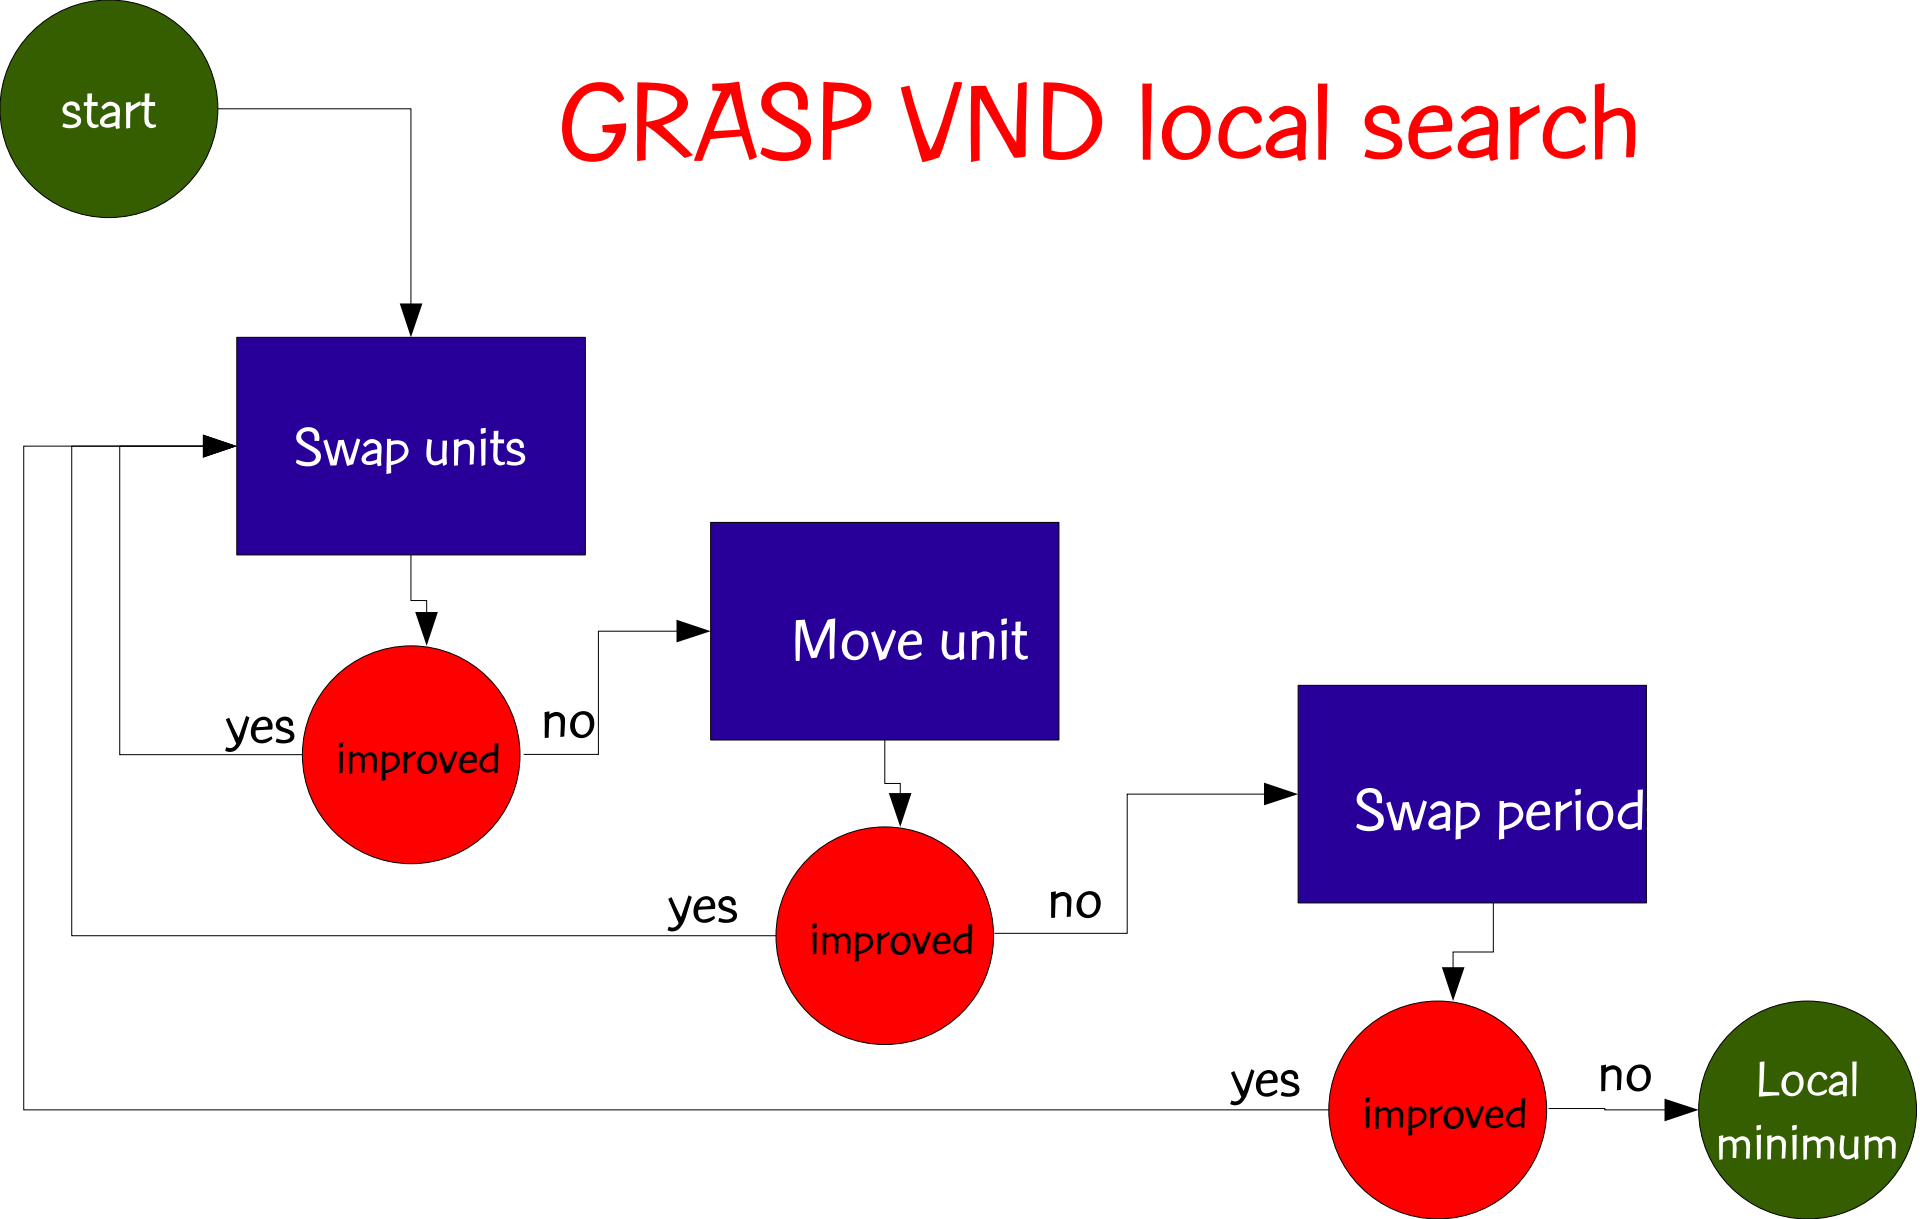 start
GRASP VND local search
Swap units
Move unit
yes
no
improved
Swap period
yes
no
improved
yes
no
improved
Local
minimum